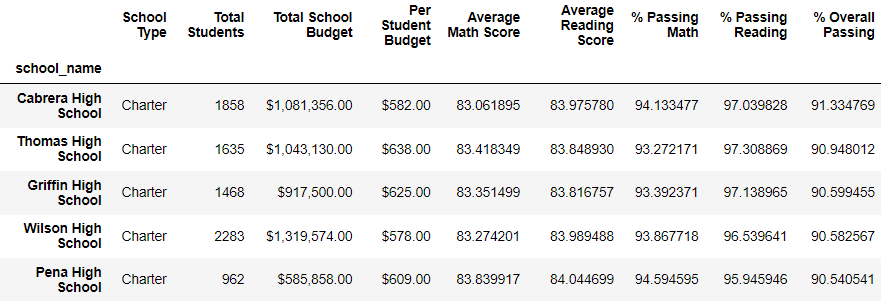 School Type Total Students Total School Budget Per Student Budget Average Math Score Average Reading Score % Passing Math % Passing Reading % Overall Passing
school_name
Cabrera High School Charter 1858 $1,081,356.00 $582.00 83.061895 83.975780 94.133477 97.039828 91.334769
Thomas High School Charter 1635 $1,043,130.00 $638.00 83.418349 83.848930 93.272171 97.308869 90.948012
Griffin High School Charter 1468 $917,500.00 $625.00 83.351499 83.816757 93.392371 97.138965 90.599455
Wilson High School Charter 2283 $1,319,574.00 $578.00 83.274201 83.989488 93.867718 96.539641 90.582567
Pena High School Charter 962 $585,858.00 $609.00 83.839917 84.044699 94.594595 95.945946 90.540541